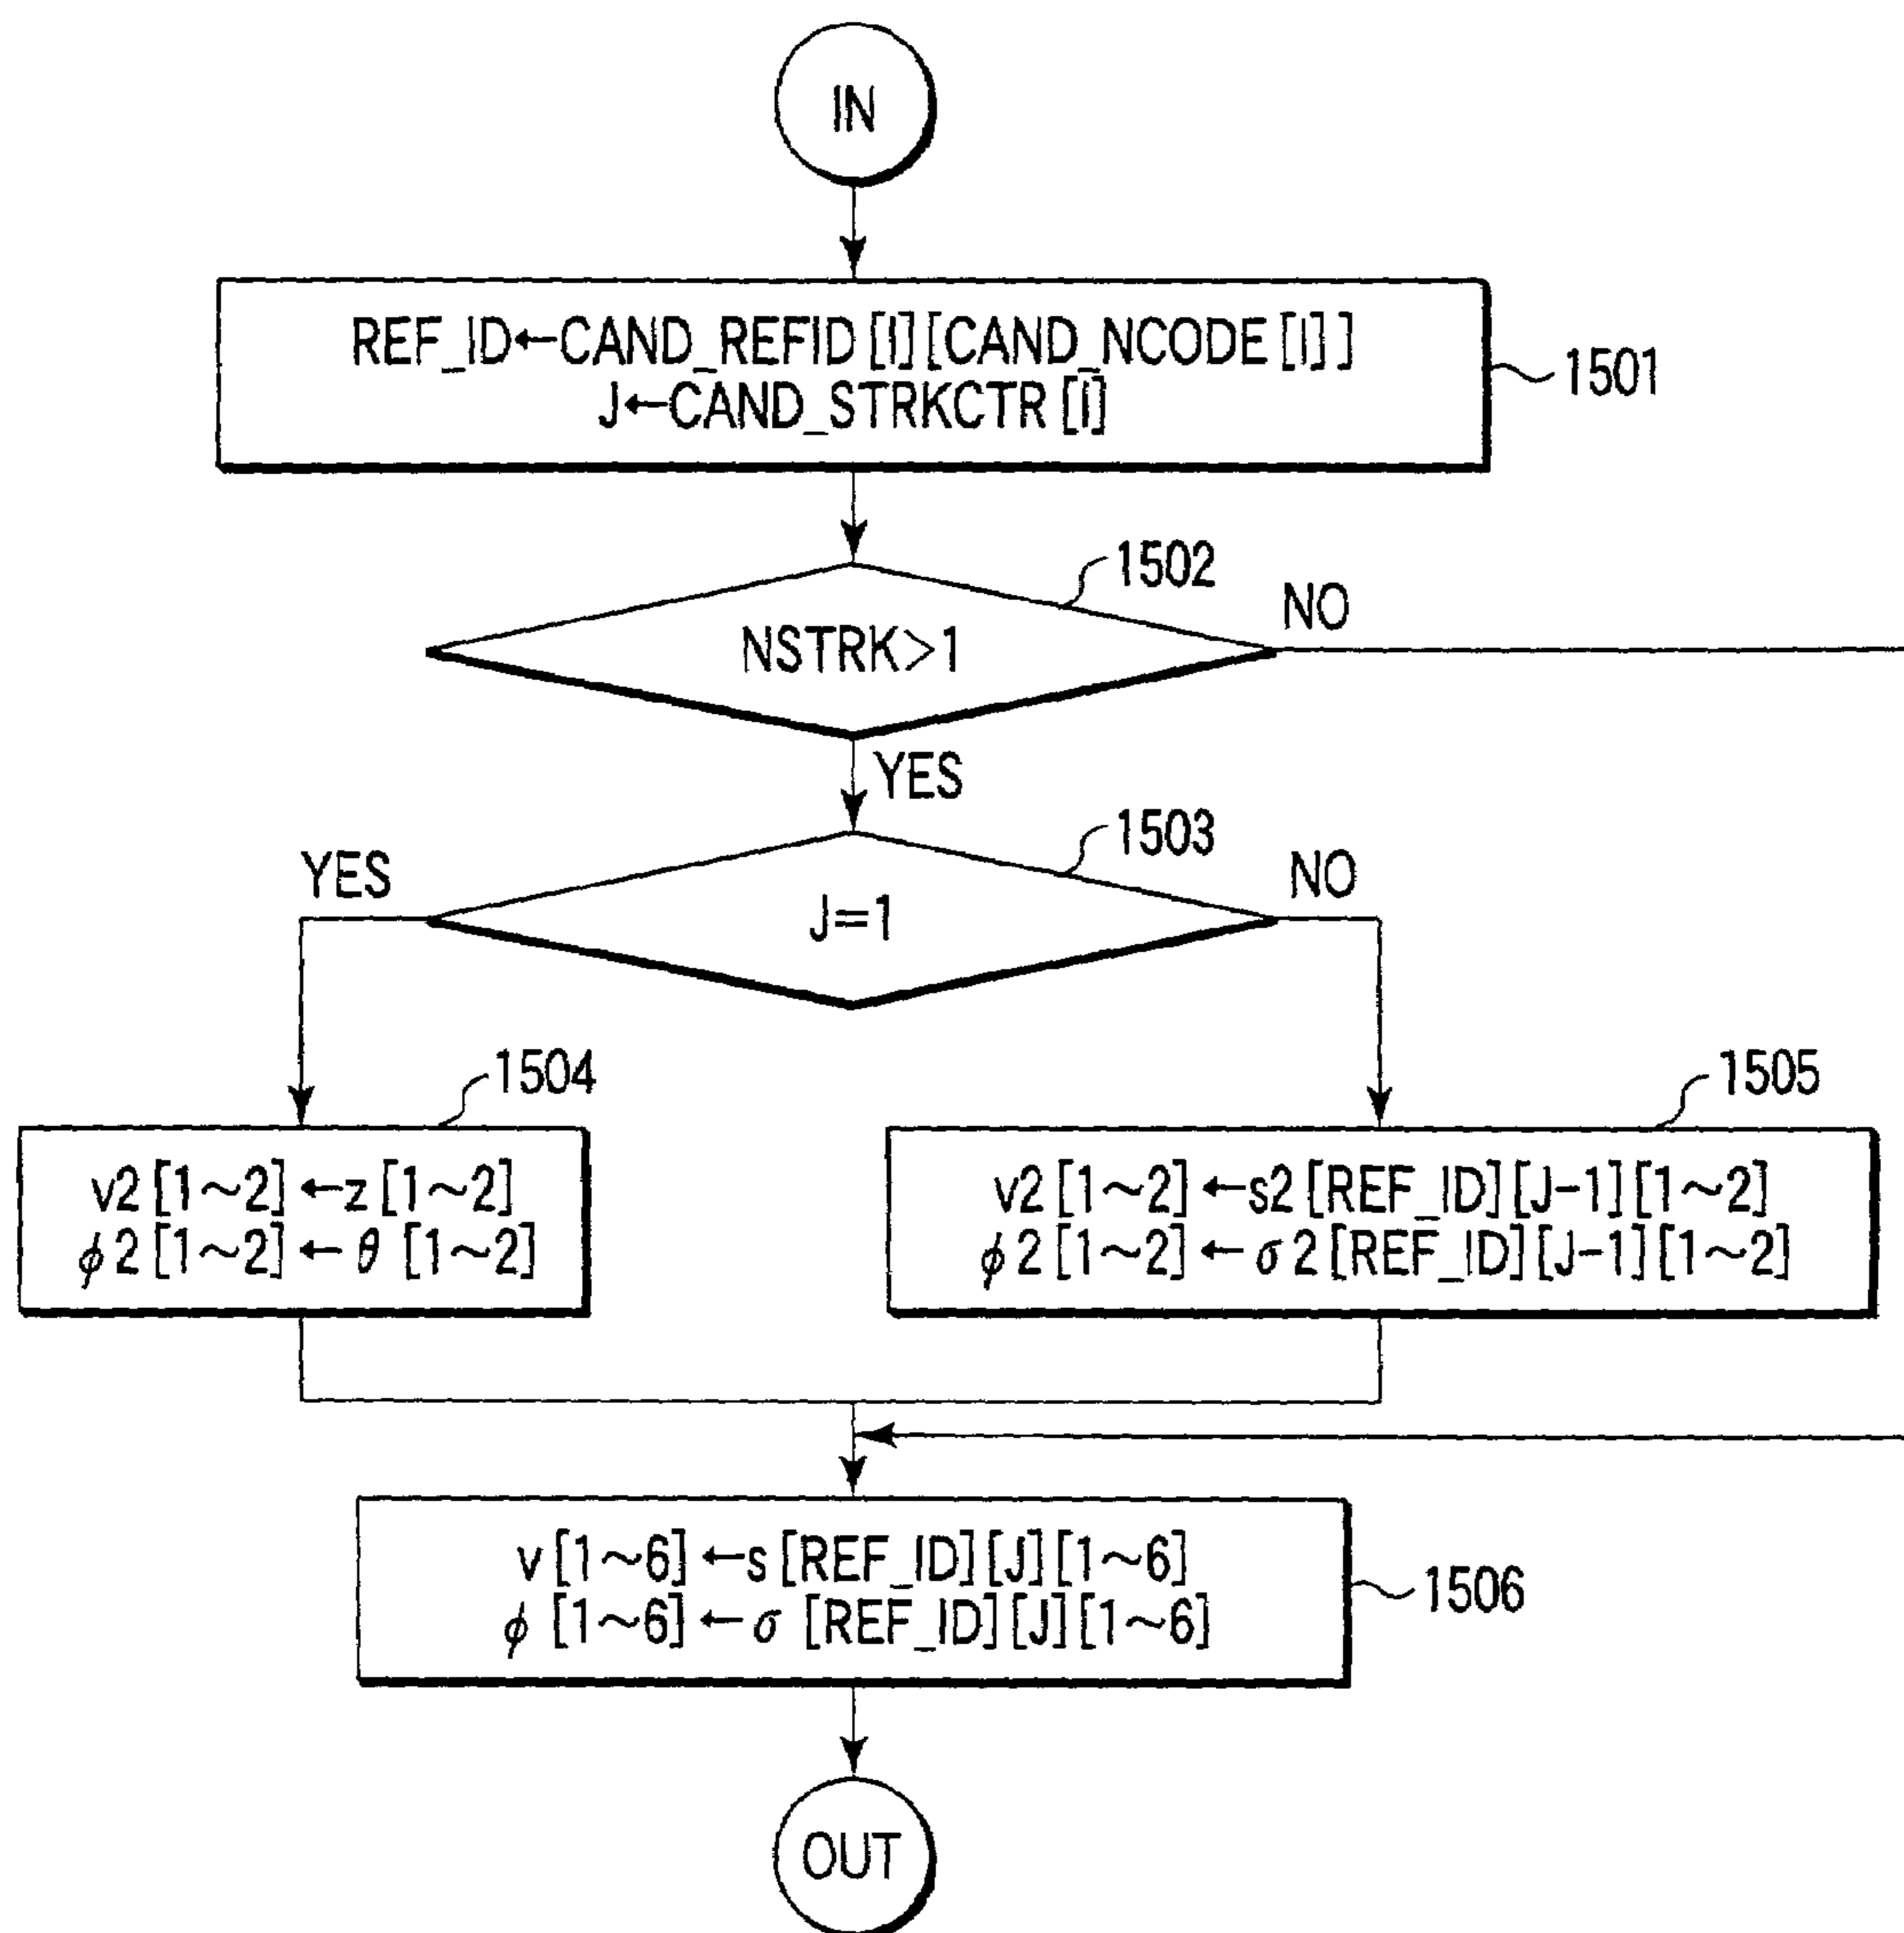 IN
REF_ID←CAND_REFID[I][CAND_NCODE[I]]
J←CAND_STRKCTR[I]
1501
1502
NSTRK>1
NO
YES
1503
YES
J=1
NO
1504
1505
v2[1~2]←z[1~2]
ϕ2[1~2]←θ[1~2]
v2[1~2]←s2[REF_ID][J-1][1~2]
ϕ2[1~2]←σ2[REF_ID][J-1][1~2]
v[1~6]←s[REF_ID][J][1~6]
ϕ[1~6]←σ[REF_ID][J][1~6]
1506
OUT